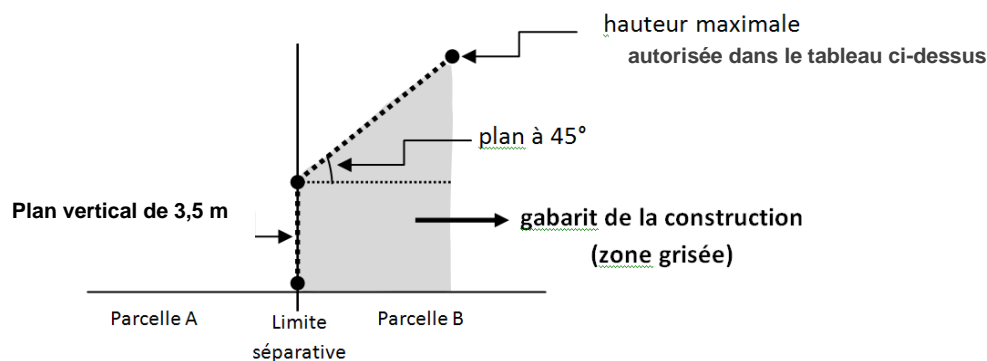 hauteur maximale
autorisée dans le tableau ci-dessus
plan à 45°
Plan vertical de 3,5 m
gabarit de la construction
(zone grisée)
Parcelle A
Limite
séparative
Parcelle B